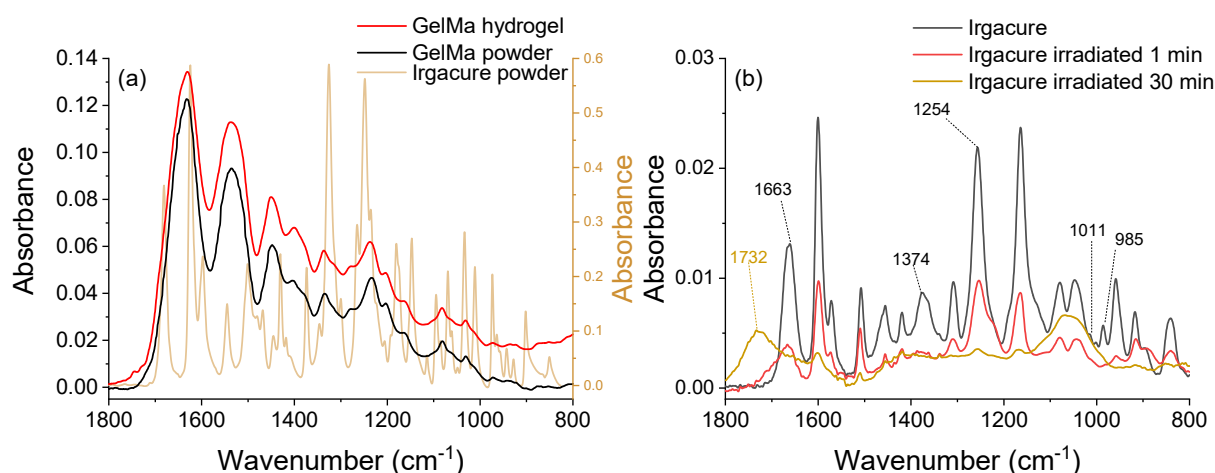 GelMa hydrogel
GelMa powder
Irgacure powder
(a)
0.14
0.12
0.10
0.08
0.06
0.04
0.02
0.00
Absorbance
0.6
0.5
0.4
0.3
0.2
0.1
0.0
Absorbance
1800 1600 1400 1200 1000 800
Wavenumber (cm⁻¹)
Irgacure
Irgacure irradiated 1 min
Irgacure irradiated 30 min
(b)
0.03
0.02
0.01
0.00
Absorbance
1254
1663
1732
1374
1011
985
1800 1600 1400 1200 1000 800
Wavenumber (cm⁻¹)